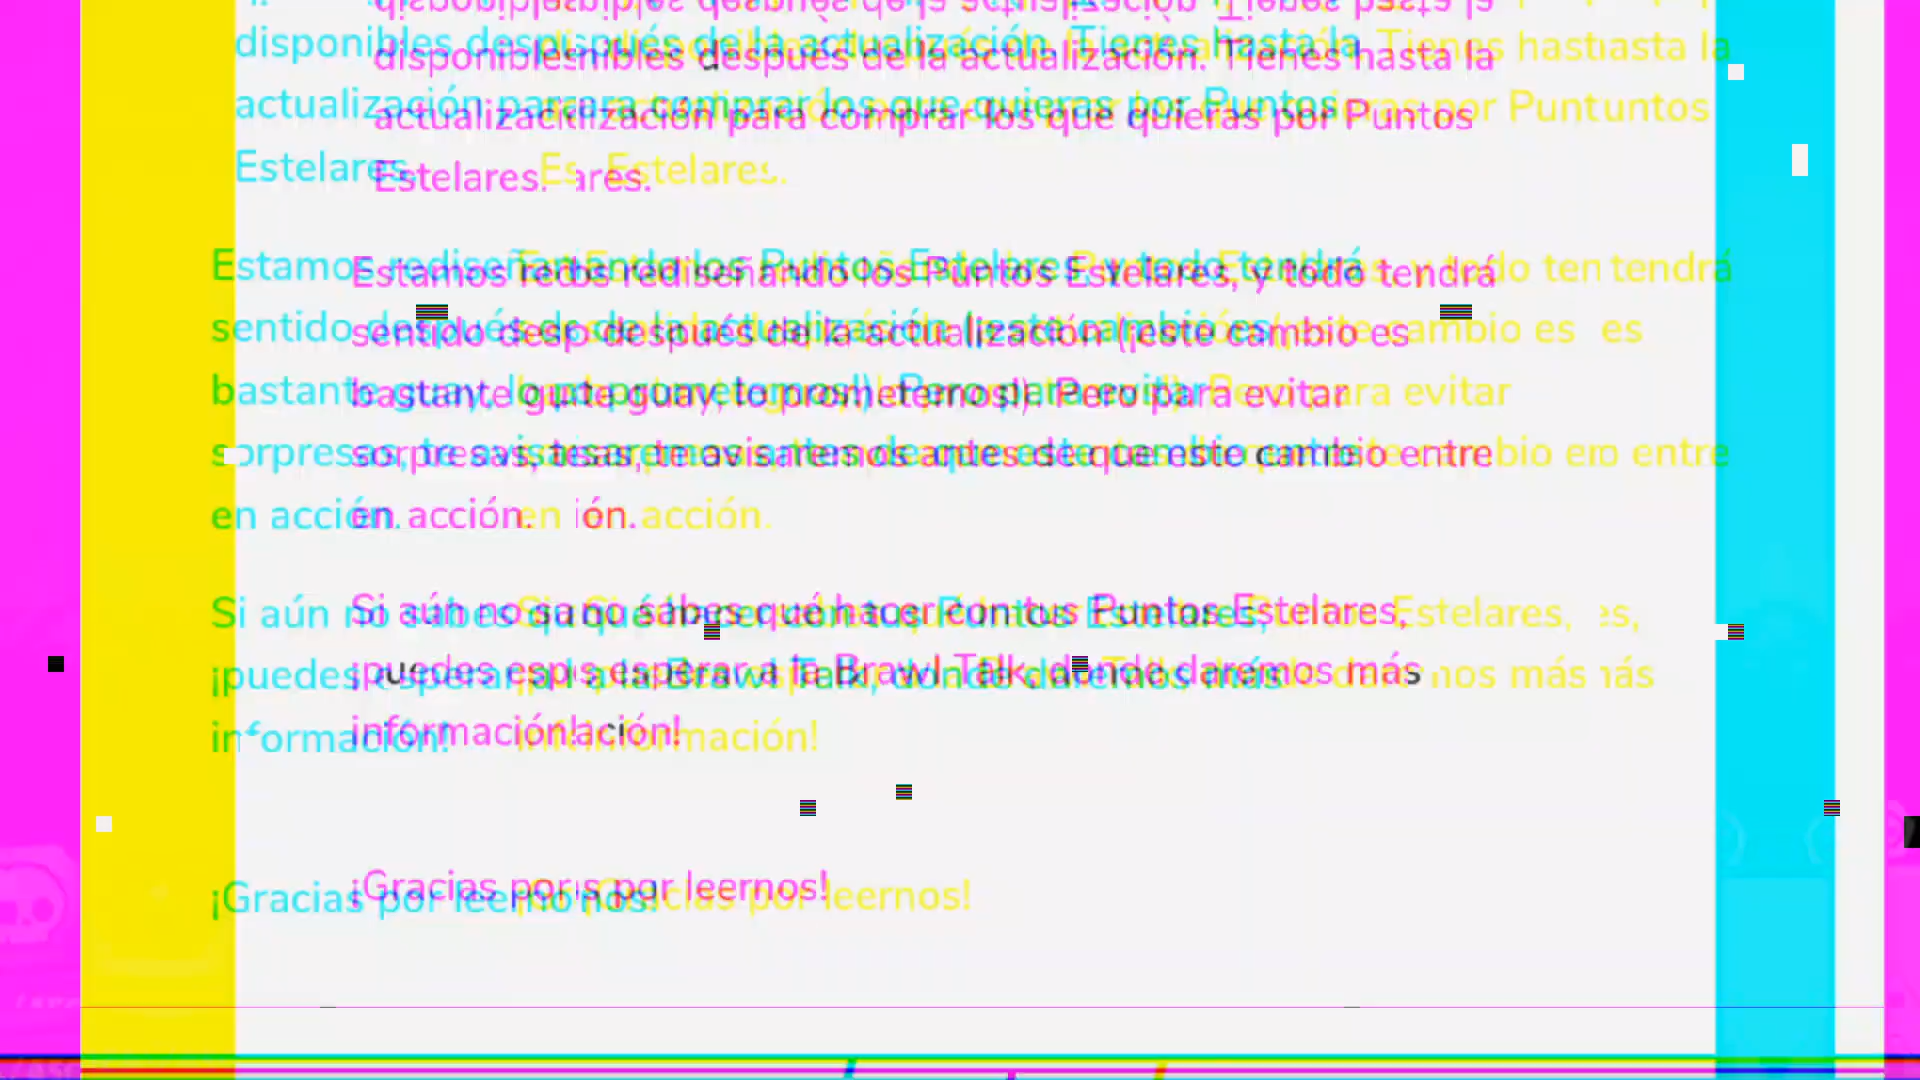 disponibles después de la actualización. Tienes hasta la
actualización para comprar los que quieras por Puntos
Estelares.
Estamos rediseñando los Puntos Estelares, y todo tendrá
sentido después de la actualización (¡este cambio es
bastante guay, lo prometemos!). Pero para evitar
sorpresas, te avisaremos antes de que este cambio entre
en acción.
Si aún no sabes qué hacer con tus Puntos Estelares,
¡puedes esperar a la Brawl Talk, donde daremos más
información!
¡Gracias por leernos!